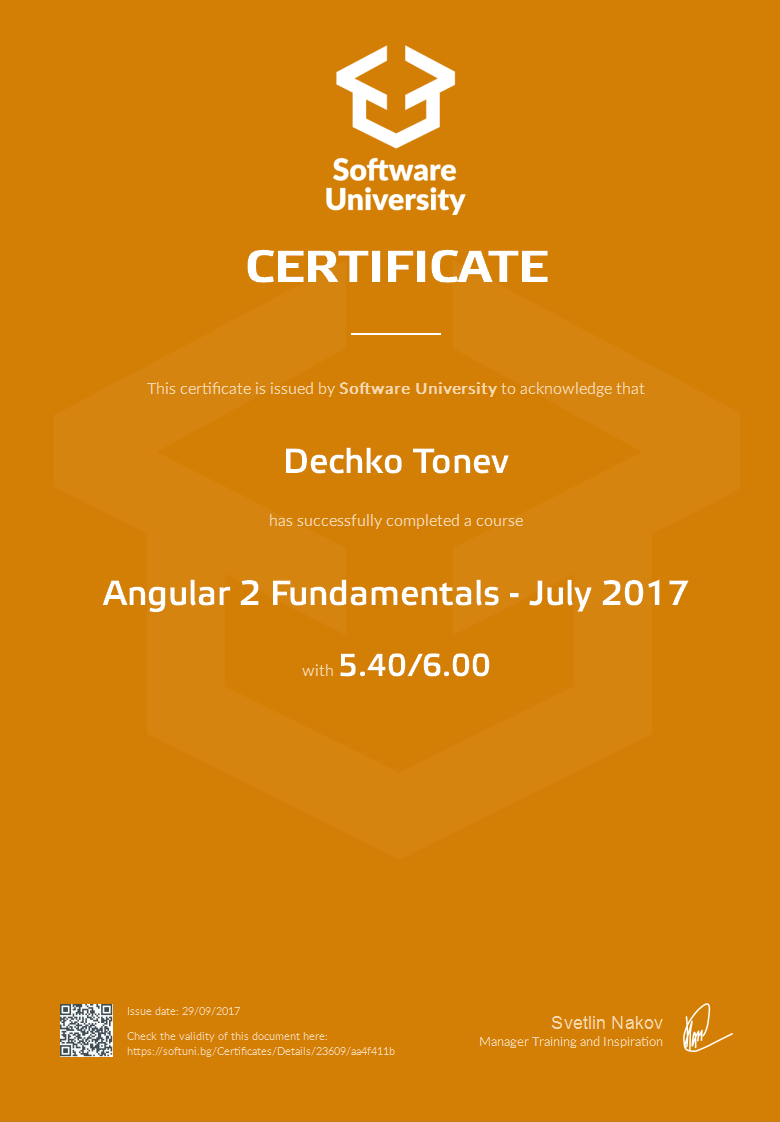 Software
University
CERTIFICATE
This certificate is issued by Software University to acknowledge that
Dechko Tonev
has successfully completed a course
Angular 2 Fundamentals - July 2017
with 5.40/6.00
Issue date: 29/09/2017
Check the validity of this document here:
https://softuni.bg/Certificates/Details/23609/aa4f411b
Svetlin Nakov
Manager Training and Inspiration